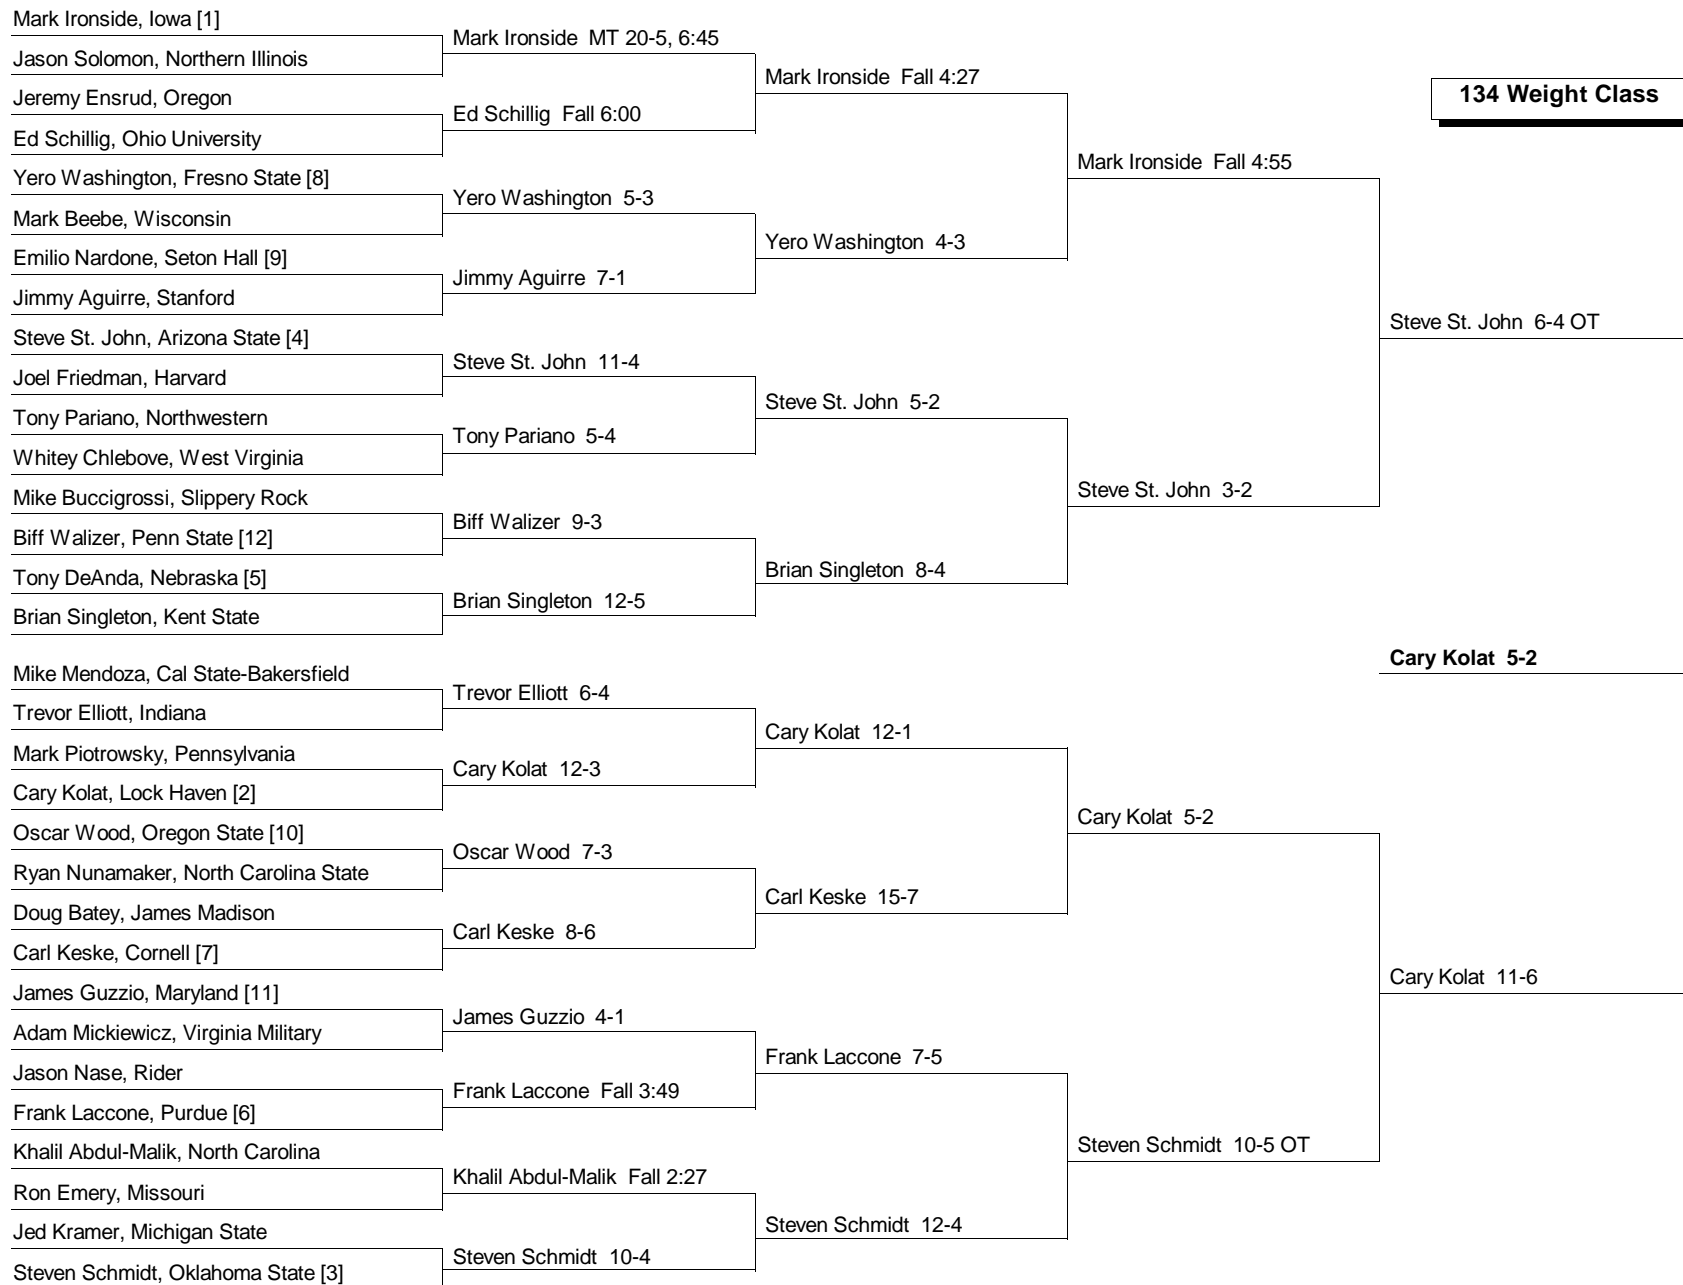 Mark Ironside, Iowa [1]
Jason Solomon, Northern Illinois
Jeremy Ensrud, Oregon
Ed Schillig, Ohio University
Yero Washington, Fresno State [8]
Mark Beebe, Wisconsin
Emilio Nardone, Seton Hall [9]
Jimmy Aguirre, Stanford
Steve St. John, Arizona State [4]
Joel Friedman, Harvard
Tony Pariano, Northwestern
Whitey Chlebove, West Virginia
Mike Buccigrossi, Slippery Rock
Biff Walizer, Penn State [12]
Tony DeAnda, Nebraska [5]
Brian Singleton, Kent State
Mike Mendoza, Cal State-Bakersfield
Trevor Elliott, Indiana
Mark Piotrowsky, Pennsylvania
Cary Kolat, Lock Haven [2]
Oscar Wood, Oregon State [10]
Ryan Nunamaker, North Carolina State
Doug Batey, James Madison
Carl Keske, Cornell [7]
James Guzzio, Maryland [11]
Adam Mickiewicz, Virginia Military
Jason Nase, Rider
Frank Laccone, Purdue [6]
Khalil Abdul-Malik, North Carolina
Ron Emery, Missouri
Jed Kramer, Michigan State
Steven Schmidt, Oklahoma State [3]
Mark Ironside MT 20-5, 6:45
Ed Schillig Fall 6:00
Yero Washington 5-3
Jimmy Aguirre 7-1
Steve St. John 11-4
Tony Pariano 5-4
Biff Walizer 9-3
Brian Singleton 12-5
Trevor Elliott 6-4
Cary Kolat 12-3
Oscar Wood 7-3
Carl Keske 8-6
James Guzzio 4-1
Frank Laccone Fall 3:49
Khalil Abdul-Malik Fall 2:27
Steven Schmidt 10-4
Mark Ironside Fall 4:27
Yero Washington 4-3
Steve St. John 5-2
Brian Singleton 8-4
Cary Kolat 12-1
Carl Keske 15-7
Frank Laccone 7-5
Steven Schmidt 12-4
Mark Ironside Fall 4:55
Steve St. John 3-2
Cary Kolat 5-2
Steven Schmidt 10-5 OT
134 Weight Class
Steve St. John 6-4 OT
Cary Kolat 5-2
Cary Kolat 11-6